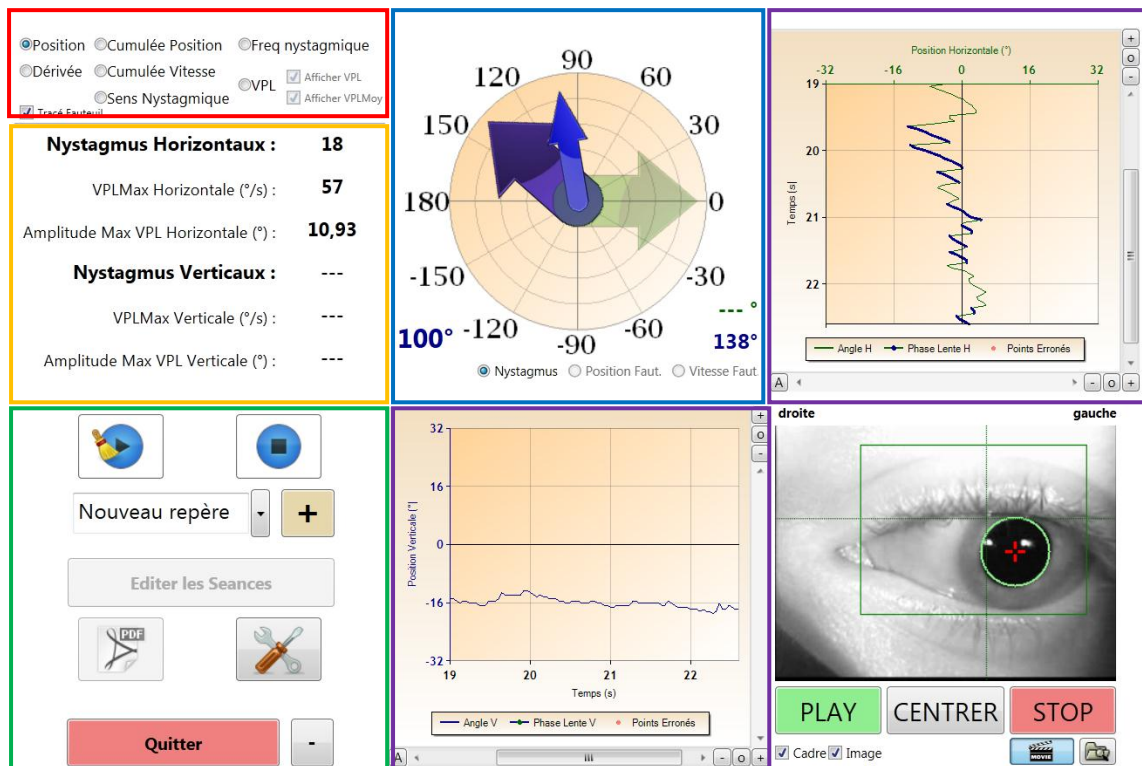 Position Cumulée Position Freq nystagmique
Dérivée Cumulée Vitesse VPL Afficher VPL
Sens Nystagmique Afficher VPLMoy
Tracé Fauteuil
Nystagmus Horizontaux : 18
VPLMax Horizontale (°/s) : 57
Amplitude Max VPL Horizontale (°) : 10,93
Nystagmus Verticaux : ---
VPLMax Verticale (°/s) : ---
Amplitude Max VPL Verticale (°) : ---
90
120 60
150 30
180 0
-150 -30
-120 -60
-90
100°
--- °
138°
Nystagmus Position Faut. Vitesse Faut
+
o
-
Position Horizontale (°)
-32 -16 0 16 32
19
20
21
22
Temps (s)
Angle H Phase Lente H Points Erronés
A - o +
Nouveau repère +
Editer les Seances
PDF
Quitter -
+
o
-
32
16
0
-16
-32
Position Verticale (°)
19 20 21 22
Temps (s)
Angle V Phase Lente V Points Erronés
A - o +
droite gauche
PLAY CENTRER STOP
Cadre Image MOVIE